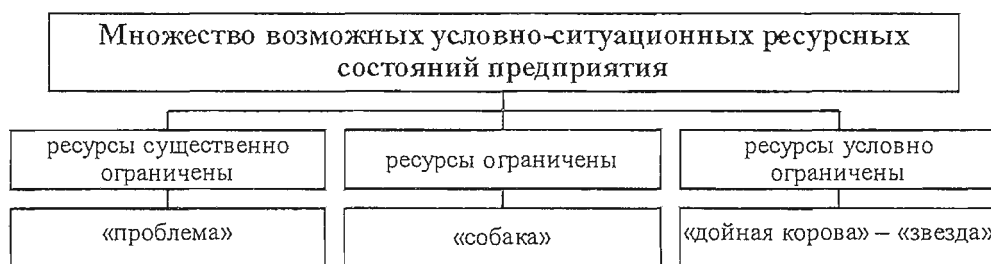 Множество возможных условно-ситуационных ресурсных
состояний предприятия
ресурсы существенно
ограничены
ресурсы ограничены
ресурсы условно
ограничены
«проблема»
«собака»
«дойная корова» – «звезда»